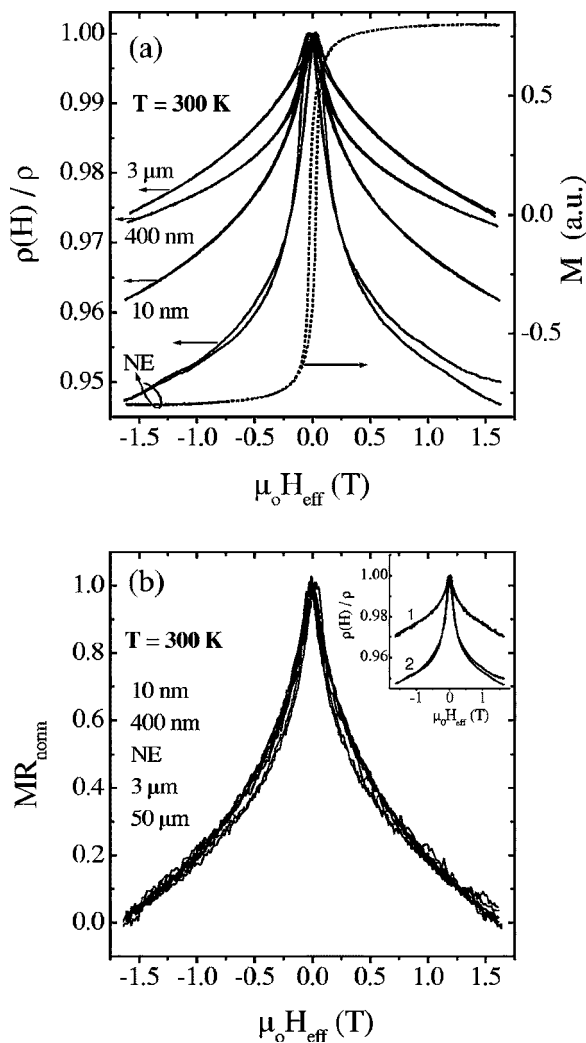 (a)
T = 300 K
3 μm
400 nm
10 nm
NE
ρ(H) / ρ
1.00
0.99
0.98
0.97
0.96
0.95
M (a.u.)
0.5
0.0
-0.5
-1.5 -1.0 -0.5 0.0 0.5 1.0 1.5
μoHeff (T)
(b)
T = 300 K
10 nm
400 nm
NE
3 μm
50 μm
MRnorm
1.0
0.8
0.6
0.4
0.2
0.0
-1.5 -1.0 -0.5 0.0 0.5 1.0 1.5
μoHeff (T)
ρ(H) / ρ
1.00
0.98
0.96
1
2
-1 0 1
μoHeff (T)